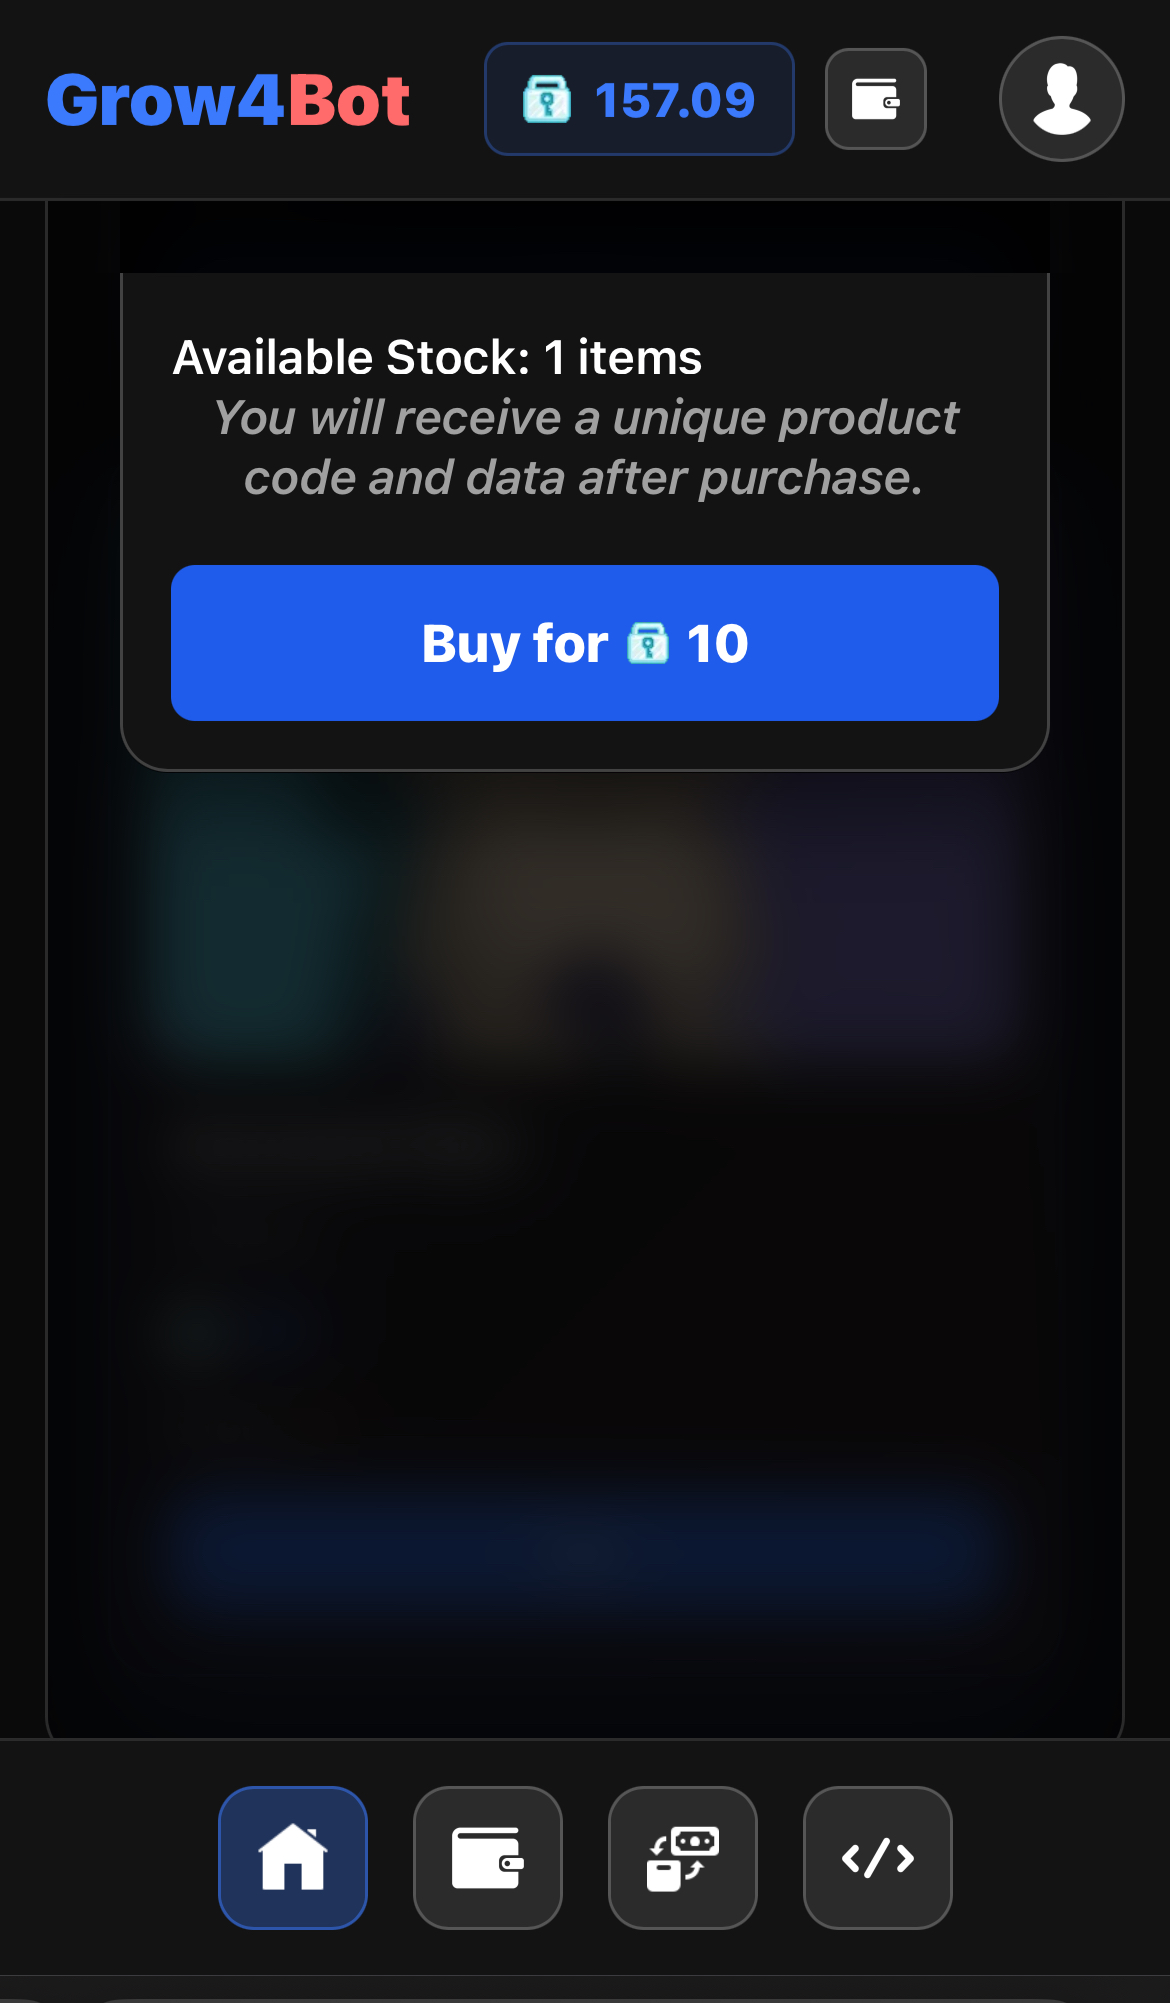 Grow4Bot
157.09
Available Stock: 1 items
You will receive a unique product
code and data after purchase.
Buy for 10